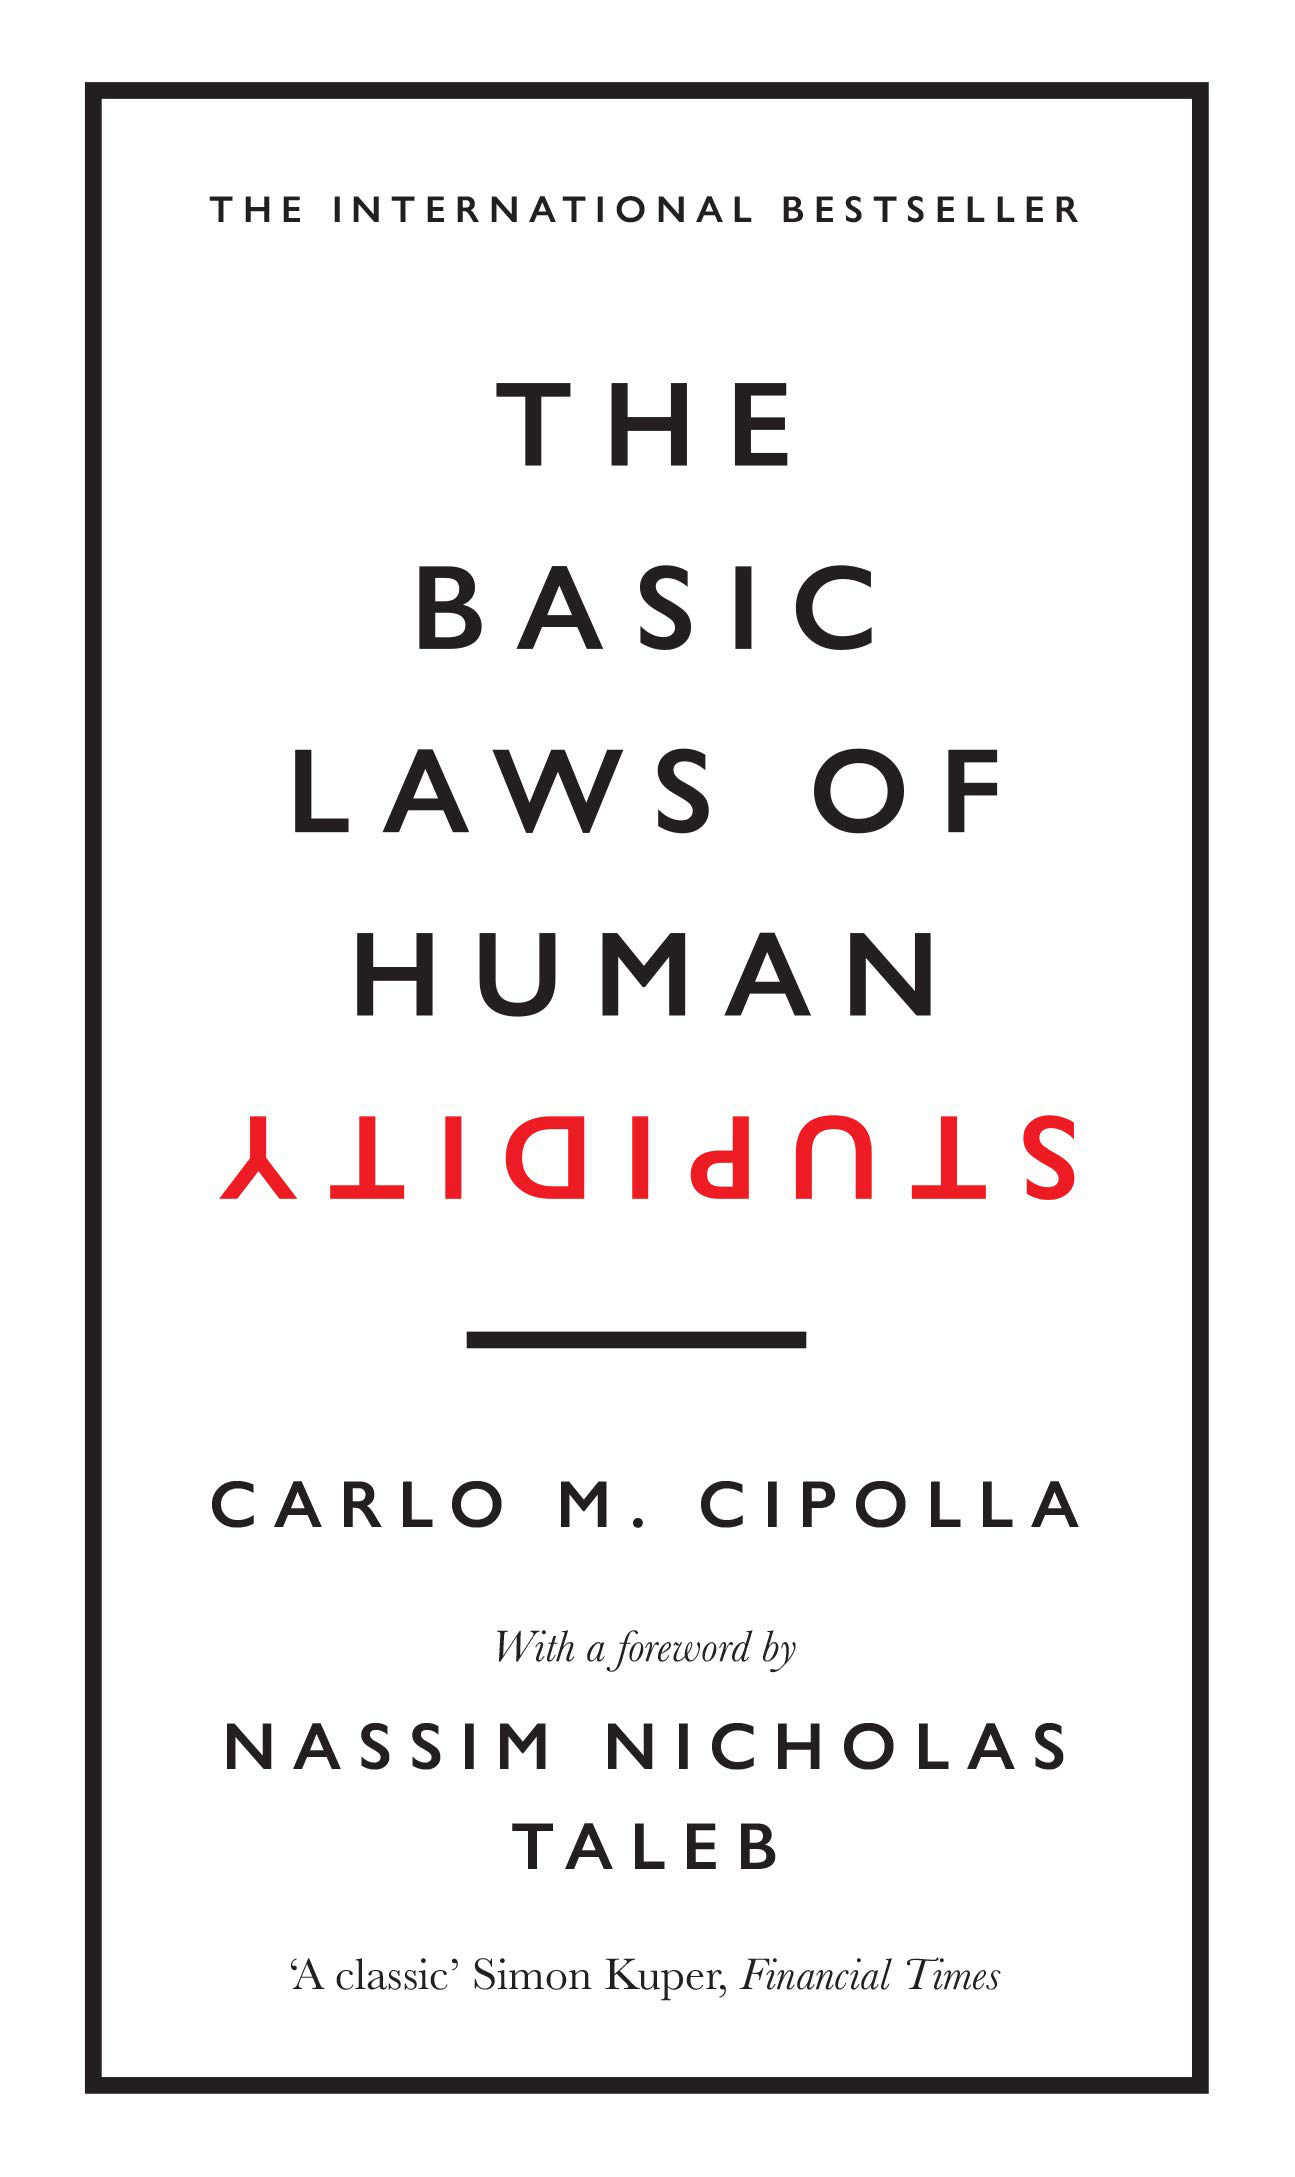 THE INTERNATIONAL BESTSELLER
THE
BASIC
LAWS OF
HUMAN
STUPIDITY
CARLO M. CIPOLLA
With a foreword by
NASSIM NICHOLAS
TALEB
‘A classic’ Simon Kuper, Financial Times